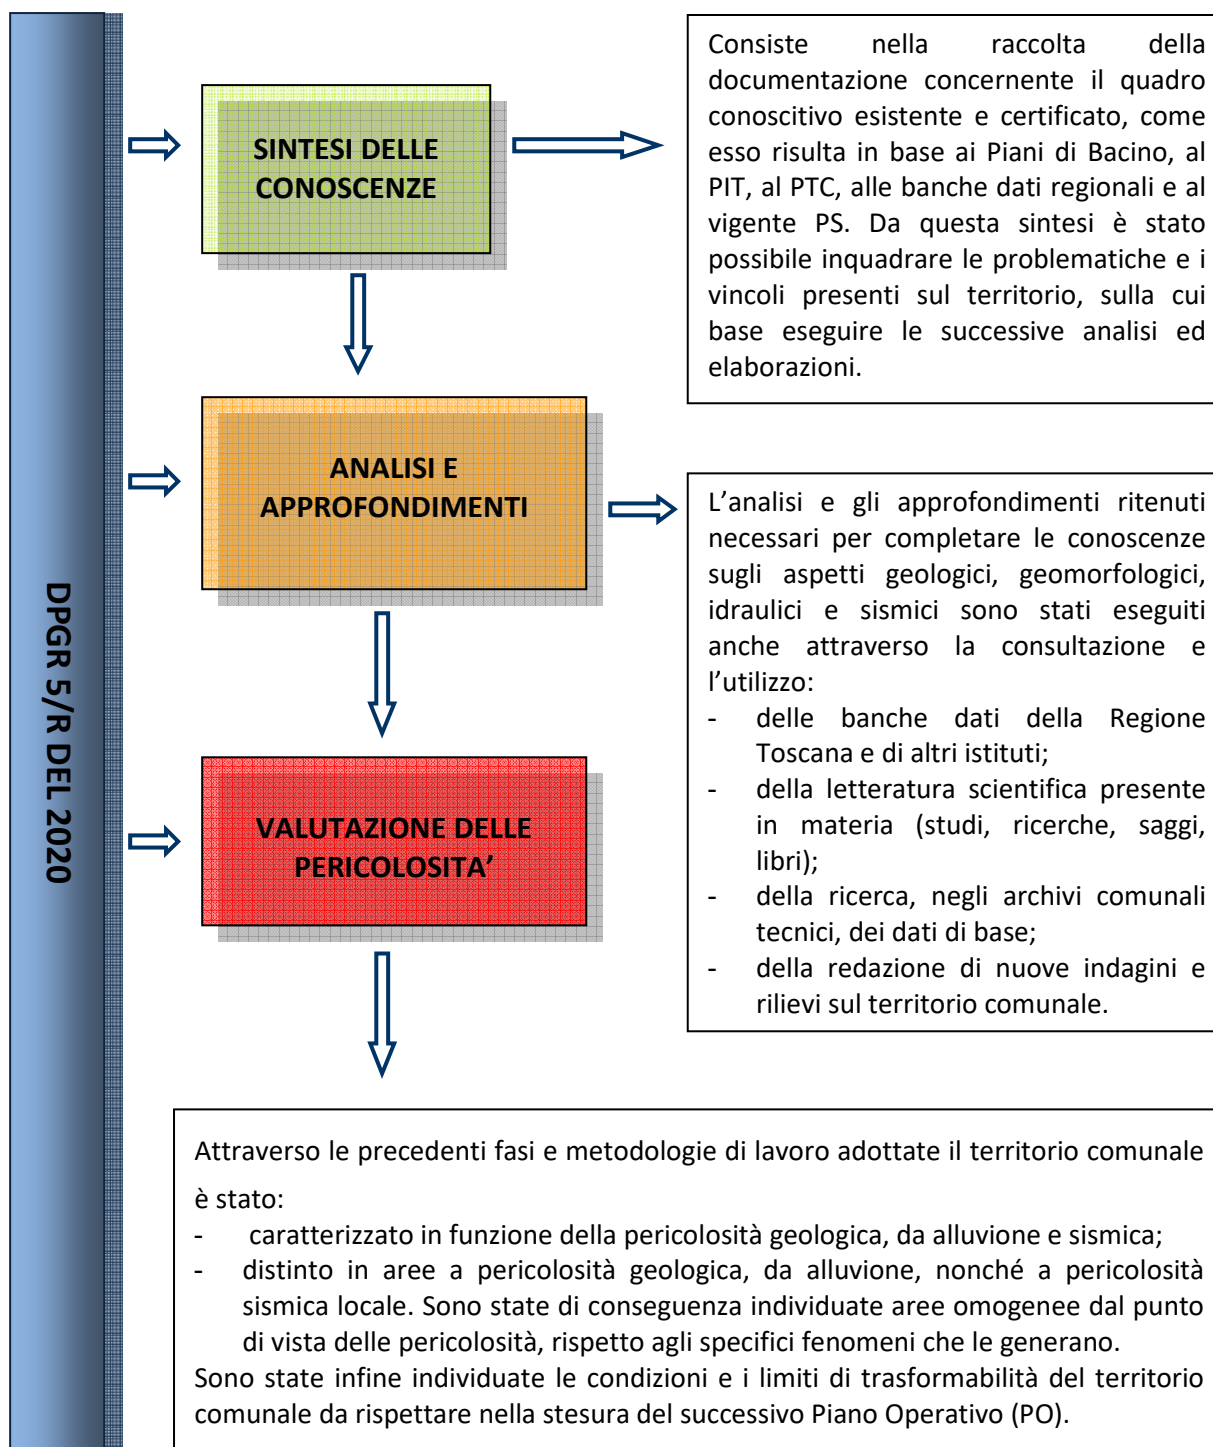 DPGR 5/R DEL 2020
SINTESI DELLE
CONOSCENZE
Consiste nella raccolta della
documentazione concernente il quadro
conoscitivo esistente e certificato, come
esso risulta in base ai Piani di Bacino, al
PIT, al PTC, alle banche dati regionali e al
vigente PS. Da questa sintesi è stato
possibile inquadrare le problematiche e i
vincoli presenti sul territorio, sulla cui
base eseguire le successive analisi ed
elaborazioni.
ANALISI E
APPROFONDIMENTI
L’analisi e gli approfondimenti ritenuti
necessari per completare le conoscenze
sugli aspetti geologici, geomorfologici,
idraulici e sismici sono stati eseguiti
anche attraverso la consultazione e
l’utilizzo:
- delle banche dati della Regione
Toscana e di altri istituti;
- della letteratura scientifica presente
in materia (studi, ricerche, saggi,
libri);
- della ricerca, negli archivi comunali
tecnici, dei dati di base;
- della redazione di nuove indagini e
rilievi sul territorio comunale.
VALUTAZIONE DELLE
PERICOLOSITA’
Attraverso le precedenti fasi e metodologie di lavoro adottate il territorio comunale
è stato:
- caratterizzato in funzione della pericolosità geologica, da alluvione e sismica;
- distinto in aree a pericolosità geologica, da alluvione, nonché a pericolosità
sismica locale. Sono state di conseguenza individuate aree omogenee dal punto
di vista delle pericolosità, rispetto agli specifici fenomeni che le generano.
Sono state infine individuate le condizioni e i limiti di trasformabilità del territorio
comunale da rispettare nella stesura del successivo Piano Operativo (PO).